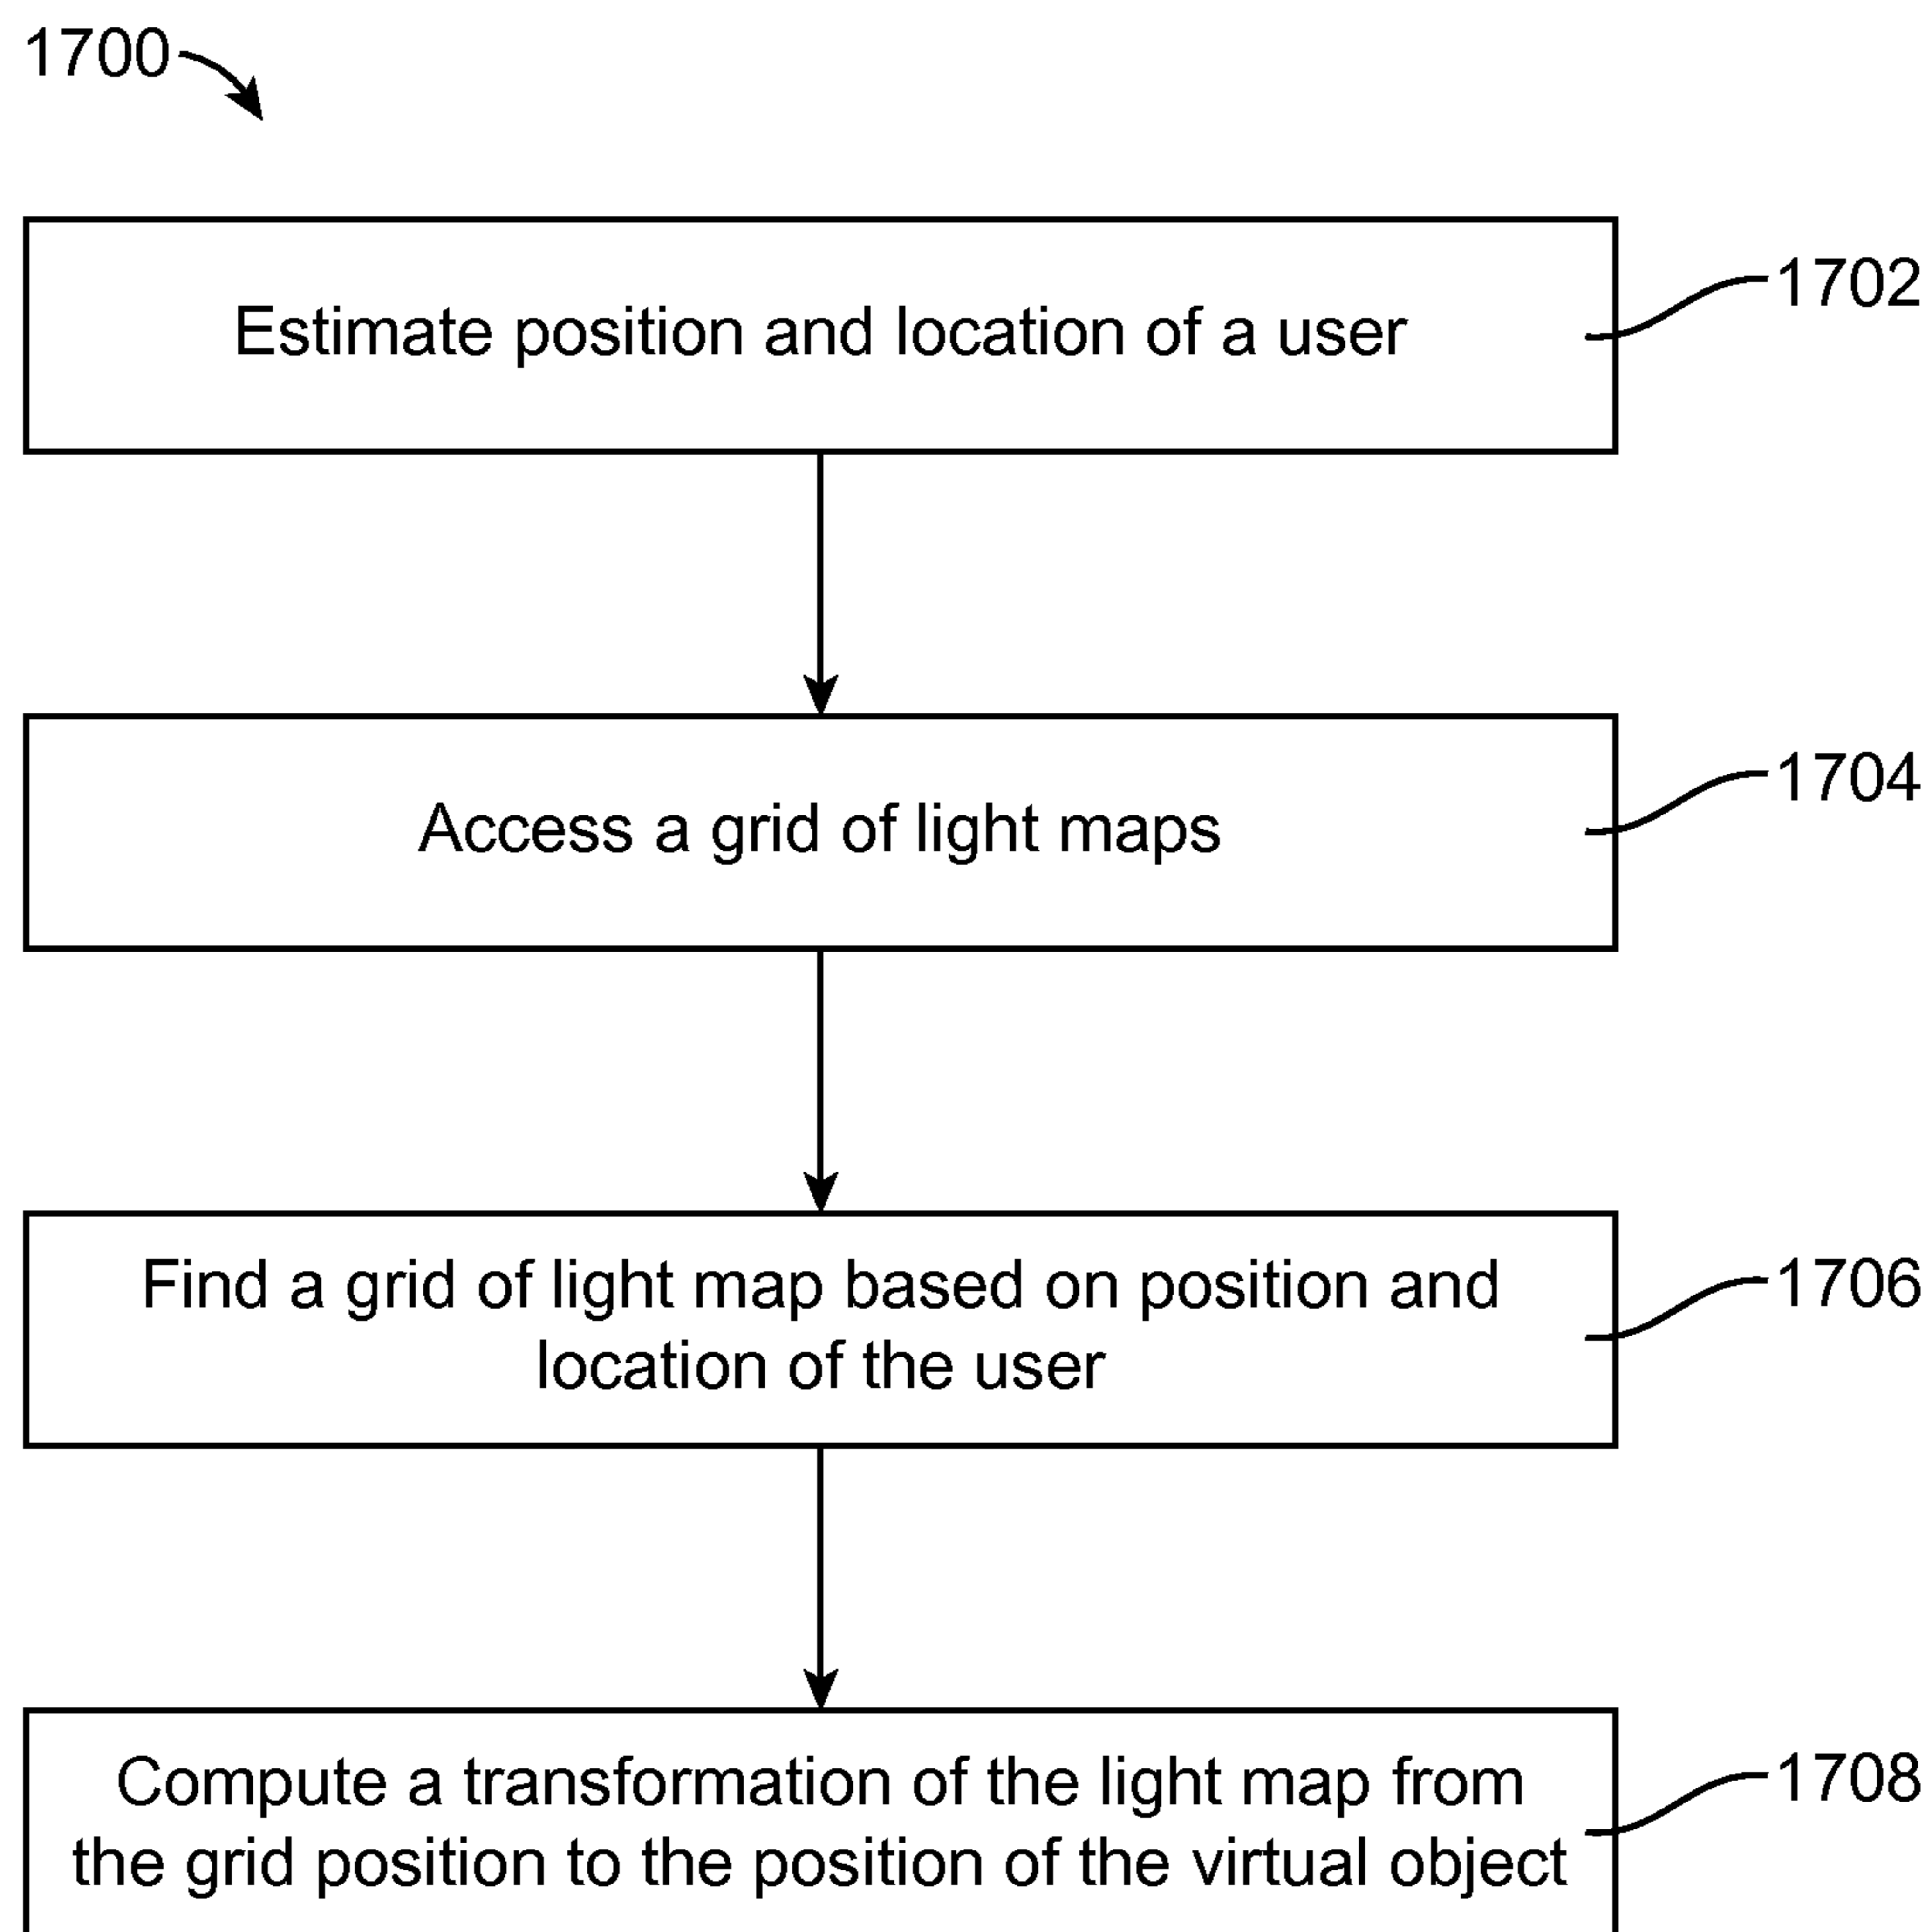 1700
Estimate position and location of a user
1702
Access a grid of light maps
1704
Find a grid of light map based on position and
location of the user
1706
Compute a transformation of the light map from
the grid position to the position of the virtual object
1708